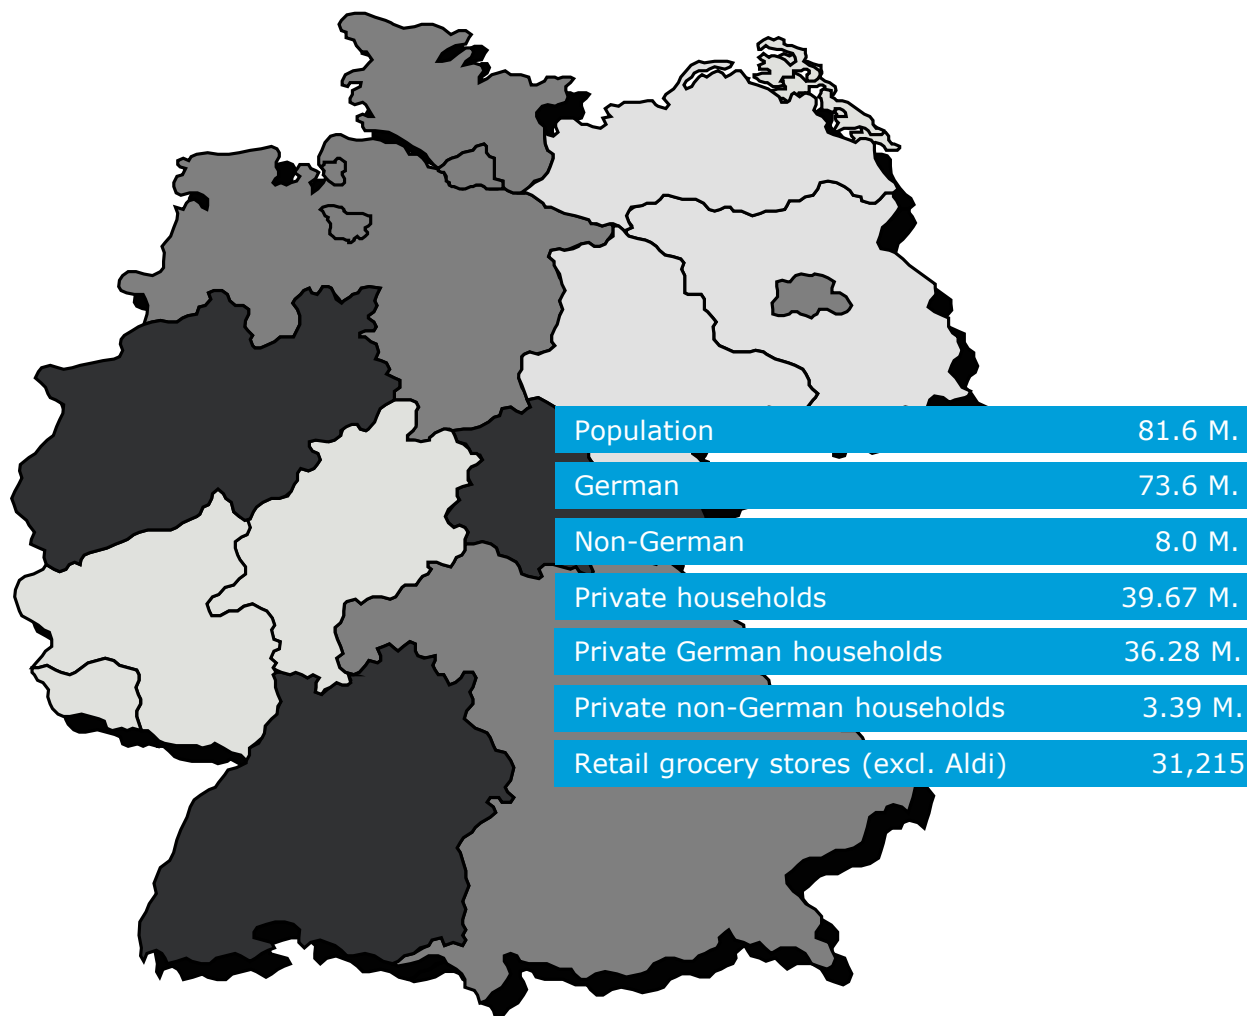 Population 81.6 M.
German 73.6 M.
Non-German 8.0 M.
Private households 39.67 M.
Private German households 36.28 M.
Private non-German households 3.39 M.
Retail grocery stores (excl. Aldi) 31,215